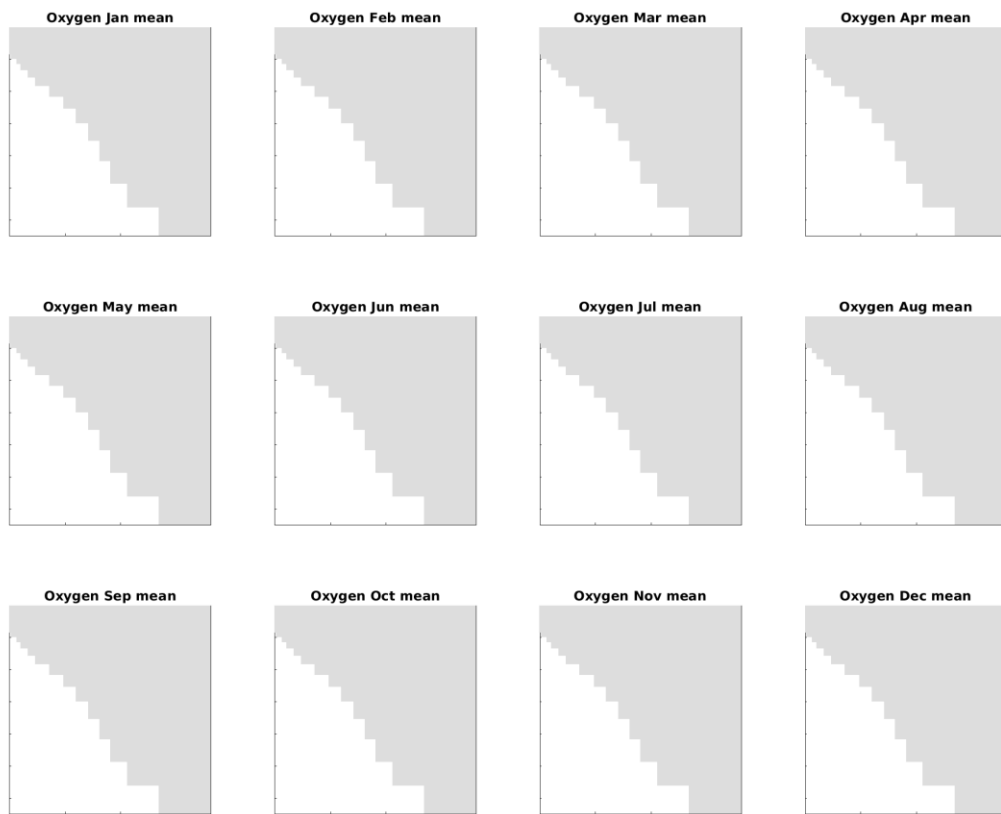 Oxygen Jan mean
Oxygen Feb mean
Oxygen Mar mean
Oxygen Apr mean
Oxygen May mean
Oxygen Jun mean
Oxygen Jul mean
Oxygen Aug mean
Oxygen Sep mean
Oxygen Oct mean
Oxygen Nov mean
Oxygen Dec mean